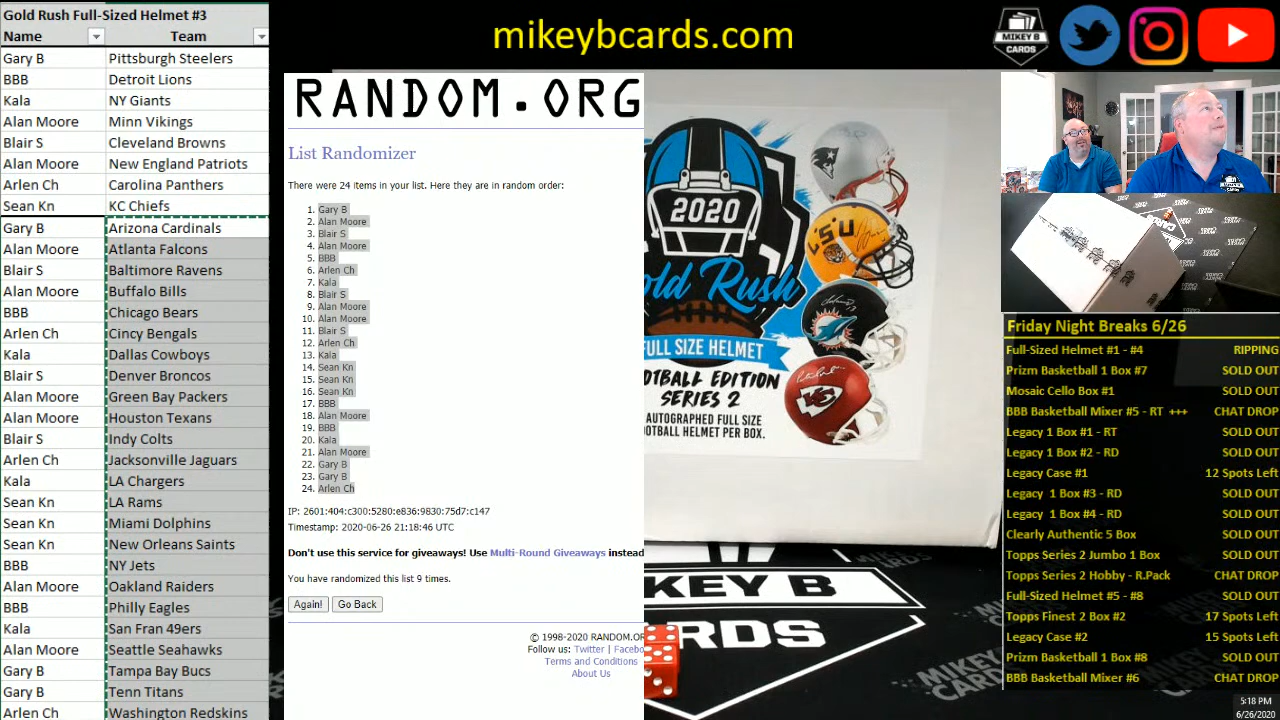 Gold Rush Full-Sized Helmet #3
Name Team
Gary B Pittsburgh Steelers
BBB Detroit Lions
Kala NY Giants
Alan Moore Minn Vikings
Blair S Cleveland Browns
Alan Moore New England Patriots
Arlen Ch Carolina Panthers
Sean Kn KC Chiefs
Gary B Arizona Cardinals
Alan Moore Atlanta Falcons
Blair S Baltimore Ravens
Alan Moore Buffalo Bills
BBB Chicago Bears
Arlen Ch Cincy Bengals
Kala Dallas Cowboys
Blair S Denver Broncos
Alan Moore Green Bay Packers
Alan Moore Houston Texans
Blair S Indy Colts
Arlen Ch Jacksonville Jaguars
Kala LA Chargers
Sean Kn LA Rams
Sean Kn Miami Dolphins
Sean Kn New Orleans Saints
BBB NY Jets
Alan Moore Oakland Raiders
BBB Philly Eagles
Kala San Fran 49ers
Alan Moore Seattle Seahawks
Gary B Tampa Bay Bucs
Gary B Tenn Titans
Arlen Ch Washington Redskins
mikeybcards.com
MIKEY B
CARDS
RANDOM.ORG
List Randomizer
There were 24 items in your list. Here they are in random order:
1. Gary B
2. Alan Moore
3. Blair S
4. Alan Moore
5. BBB
6. Arlen Ch
7. Kala
8. Blair S
9. Alan Moore
10. Alan Moore
11. Blair S
12. Arlen Ch
13. Kala
14. Sean Kn
15. Sean Kn
16. Sean Kn
17. BBB
18. Alan Moore
19. BBB
20. Kala
21. Alan Moore
22. Gary B
23. Gary B
24. Arlen Ch
IP: 2601:404:c300:5280:e836:9830:75d7:c147
Timestamp: 2020-06-26 21:18:46 UTC
Don't use this service for giveaways! Use Multi-Round Giveaways instead
You have randomized this list 9 times.
Again! Go Back
© 1998-2020 RANDOM.OR
Follow us: Twitter | Facebo
Terms and Conditions
About Us
2020
old Rush
FULL SIZE HELMET
OTBALL EDITION
SERIES 2
AUTOGRAPHED FULL SIZE
OOTBALL HELMET PER BOX.
LSU
KC
KEY B
RDS
MIKEY
CARDS
Friday Night Breaks 6/26
Full-Sized Helmet #1 - #4 RIPPING
Prizm Basketball 1 Box #7 SOLD OUT
Mosaic Cello Box #1 SOLD OUT
BBB Basketball Mixer #5 - RT +++ CHAT DROP
Legacy 1 Box #1 - RT SOLD OUT
Legacy 1 Box #2 - RD SOLD OUT
Legacy Case #1 12 Spots Left
Legacy 1 Box #3 - RD SOLD OUT
Legacy 1 Box #4 - RD SOLD OUT
Clearly Authentic 5 Box SOLD OUT
Topps Series 2 Jumbo 1 Box SOLD OUT
Topps Series 2 Hobby - R.Pack CHAT DROP
Full-Sized Helmet #5 - #8 SOLD OUT
Topps Finest 2 Box #2 17 Spots Left
Legacy Case #2 15 Spots Left
Prizm Basketball 1 Box #8 SOLD OUT
BBB Basketball Mixer #6 CHAT DROP
5:18 PM
6/26/2020